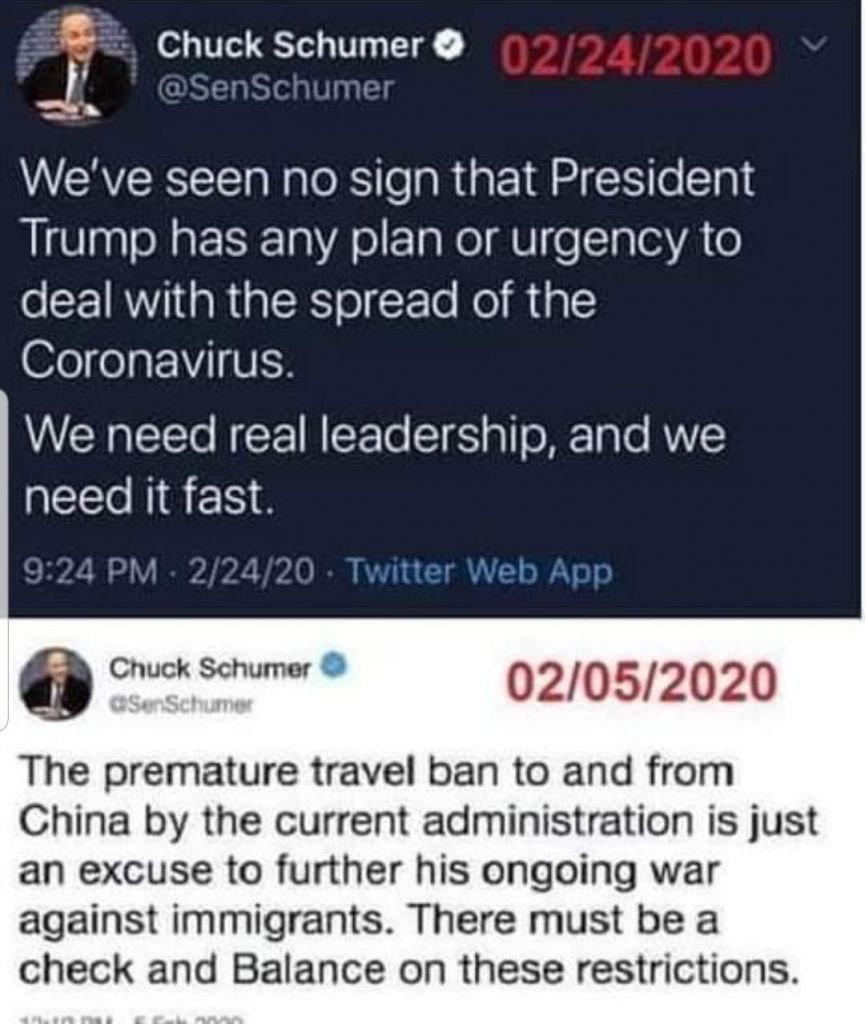 Chuck Schumer 02/24/2020
@SenSchumer
We've seen no sign that President
Trump has any plan or urgency to
deal with the spread of the
Coronavirus.
We need real leadership, and we
need it fast.
9:24 PM · 2/24/20 · Twitter Web App
Chuck Schumer 02/05/2020
@SenSchumer
The premature travel ban to and from
China by the current administration is just
an excuse to further his ongoing war
against immigrants. There must be a
check and Balance on these restrictions.